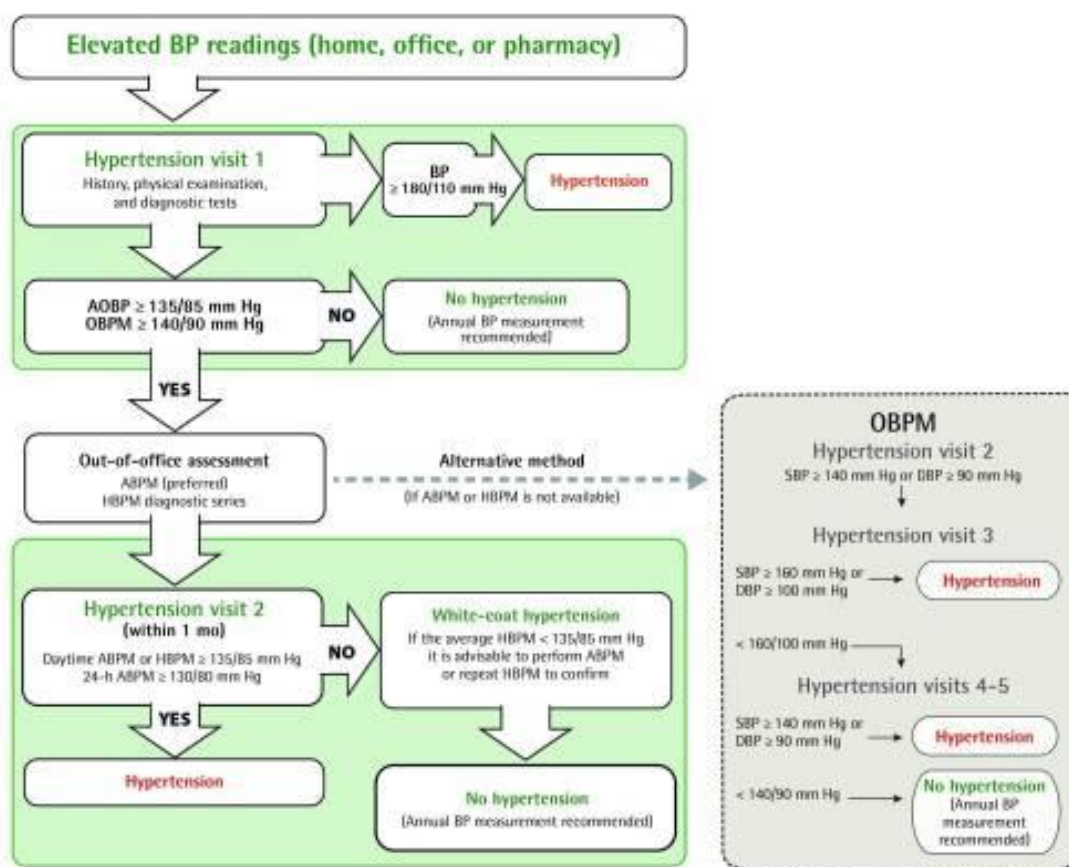 Elevated BP readings (home, office, or pharmacy)
Hypertension visit 1
History, physical examination,
and diagnostic tests
BP
≥ 180/110 mm Hg
Hypertension
AOBP ≥ 135/85 mm Hg
OBPM ≥ 140/90 mm Hg
NO
No hypertension
(Annual BP measurement
recommended)
YES
Out-of-office assessment
ABPM (preferred)
HBPM diagnostic series
Alternative method
(If ABPM or HBPM is not available)
Hypertension visit 2
(within 1 mo)
Daytime ABPM or HBPM ≥ 135/85 mm Hg
24-h ABPM ≥ 130/80 mm Hg
NO
White-coat hypertension
If the average HBPM < 135/85 mm Hg
it is advisable to perform ABPM
or repeat HBPM to confirm
YES
Hypertension
No hypertension
(Annual BP measurement recommended)
OBPM
Hypertension visit 2
SBP ≥ 140 mm Hg or DBP ≥ 90 mm Hg
Hypertension visit 3
SBP ≥ 160 mm Hg or
DBP ≥ 100 mm Hg
Hypertension
< 160/100 mm Hg
Hypertension visits 4-5
SBP ≥ 140 mm Hg or
DBP ≥ 90 mm Hg
Hypertension
< 140/90 mm Hg
No hypertension
(Annual BP
measurement
recommended)